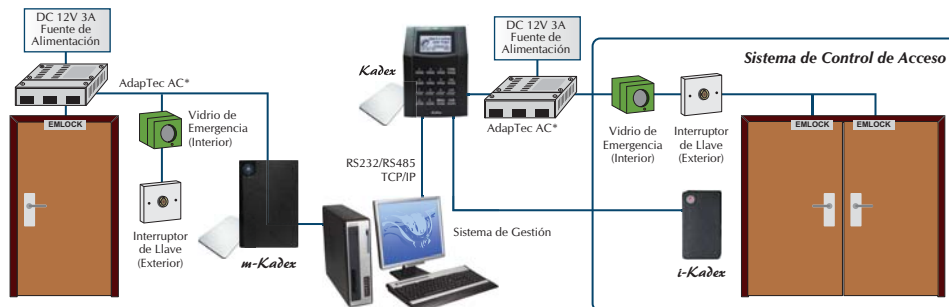 DC 12V 3A
Fuente de
Alimentación
AdapTec AC*
EMLOCK
Vidrio de
Emergencia
(Interior)
Interruptor
de Llave
(Exterior)
m-Kadex
Kadex
RS232/RS485
TCP/IP
Sistema de Gestión
DC 12V 3A
Fuente de
Alimentación
AdapTec AC*
Sistema de Control de Acceso
Vidrio de
Emergencia
(Interior)
Interruptor
de Llave
(Exterior)
EMLOCK
EMLOCK
i-Kadex